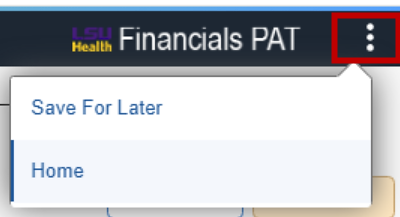 LSU
Health Financials PAT
Save For Later
Home